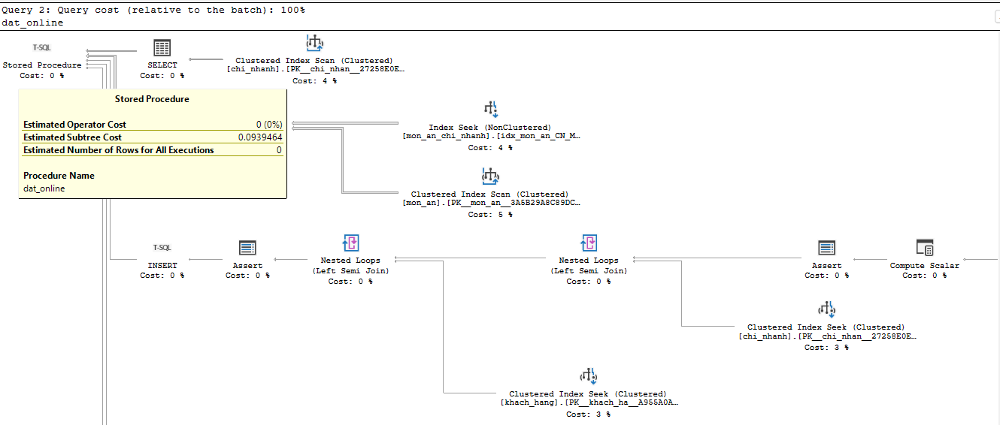 Query 2: Query cost (relative to the batch): 100%
dat_online
T-SQL
Stored Procedure
Cost: 0 %
SELECT
Cost: 0 %
Clustered Index Scan (Clustered)
[chi_nhanh].[PK__chi_nhan__27258E0E…
Cost: 4 %
Stored Procedure
Estimated Operator Cost 0 (0%)
Estimated Subtree Cost 0.0939464
Estimated Number of Rows for All Executions 0
Procedure Name
dat_online
Index Seek (NonClustered)
[mon_an_chi_nhanh].[idx_mon_an_CN_M…
Cost: 4 %
Clustered Index Scan (Clustered)
[mon_an].[PK__mon_an__3A5B29A8C89DC…
Cost: 5 %
T-SQL
INSERT
Cost: 0 %
Assert
Cost: 0 %
Nested Loops
(Left Semi Join)
Cost: 0 %
Nested Loops
(Left Semi Join)
Cost: 0 %
Assert
Cost: 0 %
Compute Scalar
Cost: 0 %
Clustered Index Seek (Clustered)
[chi_nhanh].[PK__chi_nhan__27258E0E…
Cost: 3 %
Clustered Index Seek (Clustered)
[khach_hang].[PK__khach_ha__A955A0A…
Cost: 3 %